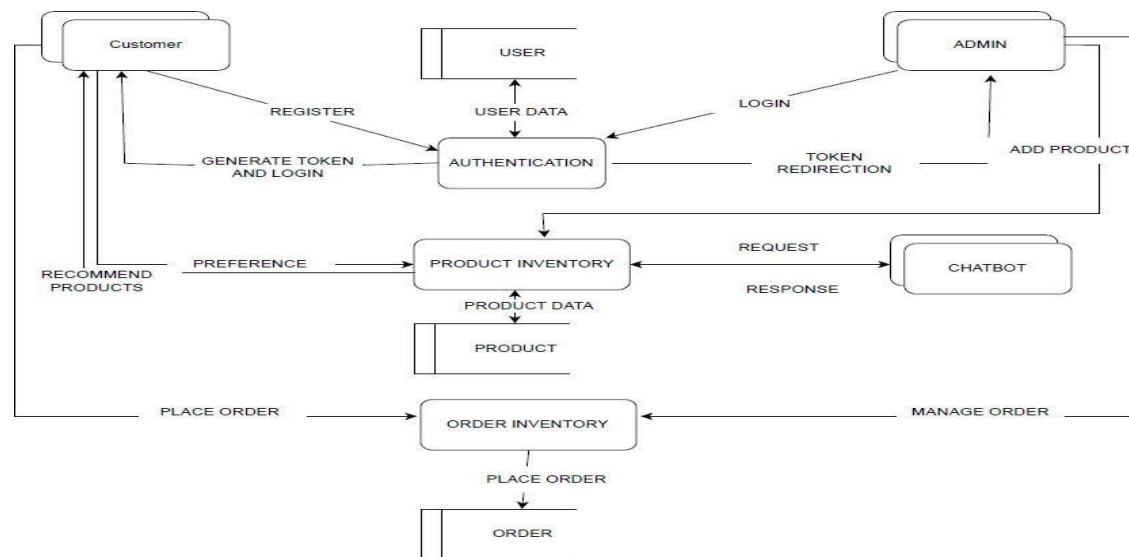 Customer
USER
ADMIN
REGISTER
USER DATA
LOGIN
GENERATE TOKEN
AND LOGIN
AUTHENTICATION
TOKEN
REDIRECTION
ADD PRODUCT
RECOMMEND
PRODUCTS
PREFERENCE
PRODUCT INVENTORY
REQUEST
RESPONSE
CHATBOT
PRODUCT DATA
PRODUCT
PLACE ORDER
ORDER INVENTORY
MANAGE ORDER
PLACE ORDER
ORDER